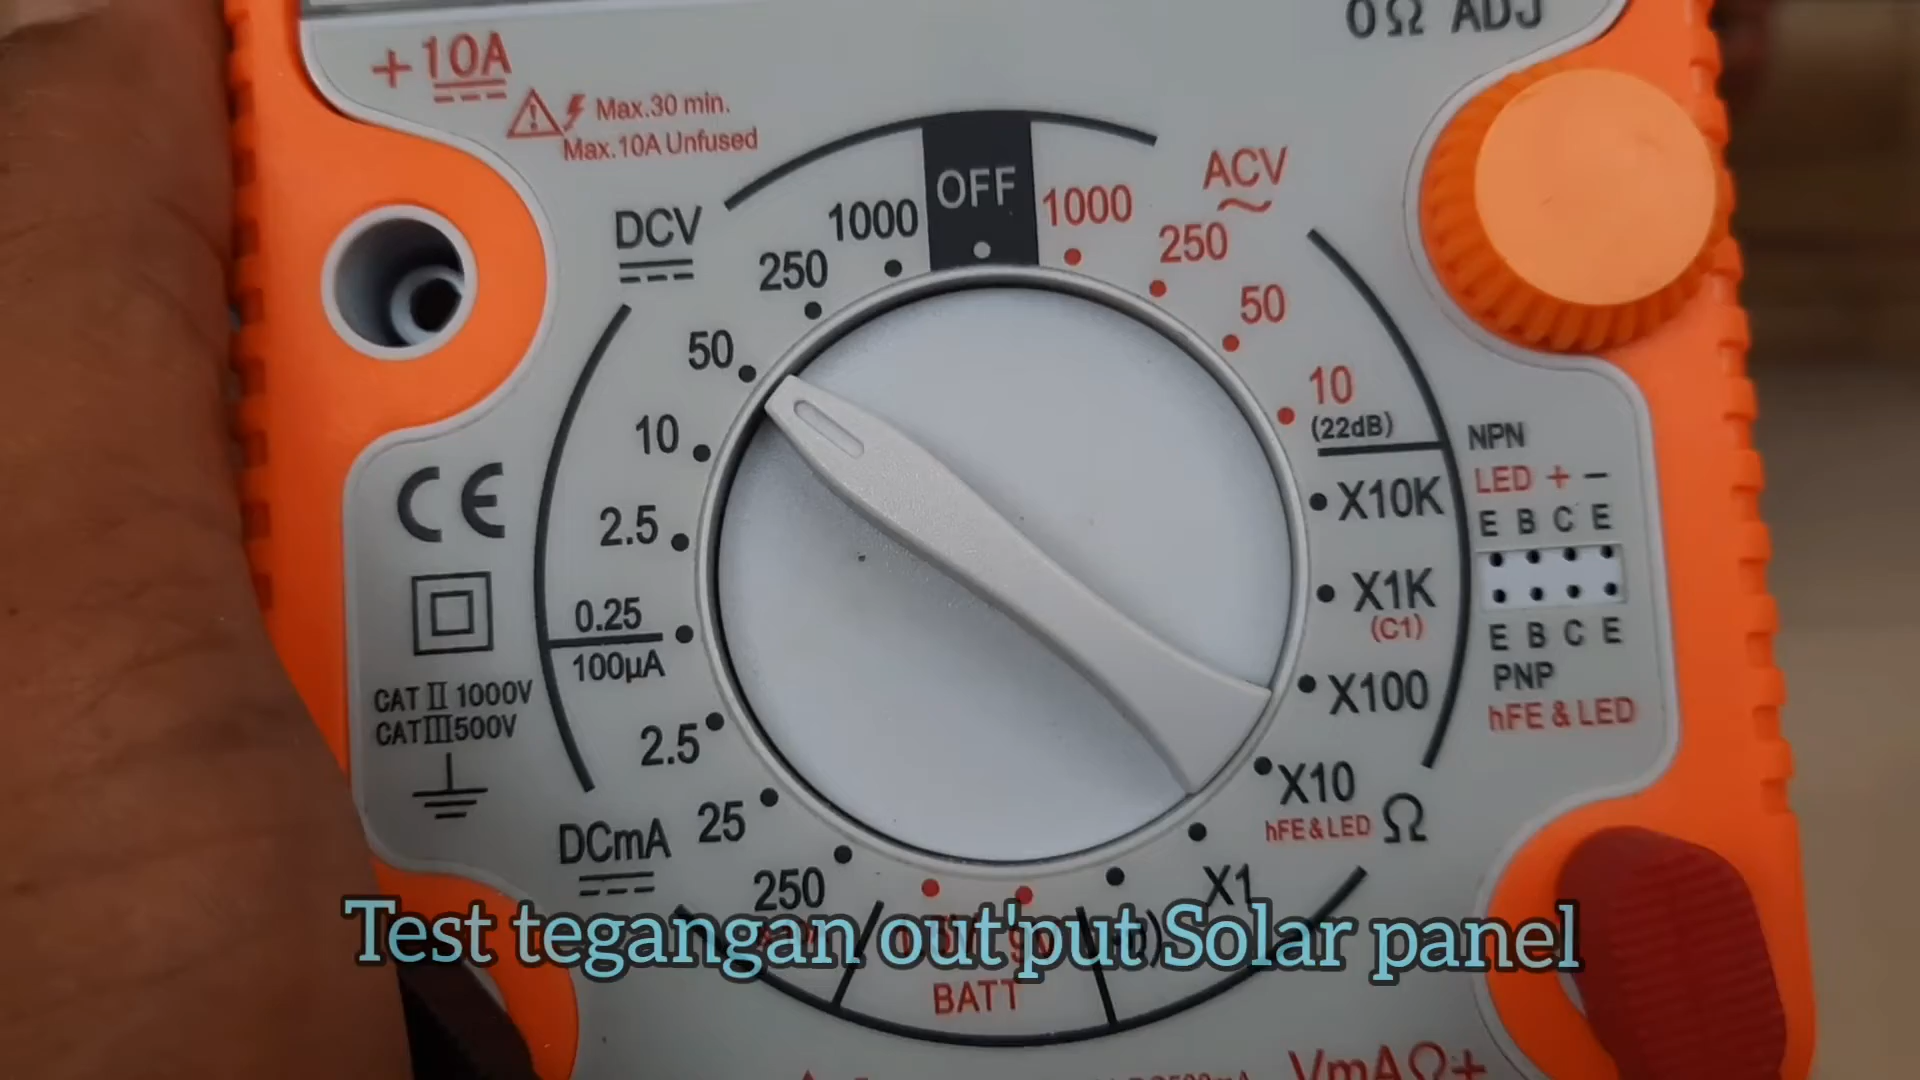 0Ω ADJ
+10A
Max.30 min.
Max.10A Unfused
OFF
DCV
1000
250
50
10
2.5
0.25
100µA
2.5
25
250
DCmA
ACV
1000
250
50
10
(22dB)
X10K
X1K
(C1)
X100
X10
hFE&LED
Ω
X1
BATT
CE
CAT II 1000V
CAT III 500V
NPN
LED + −
E B C E
E B C E
PNP
hFE & LED
Test tegangan out'put Solar panel
VmAΩ+